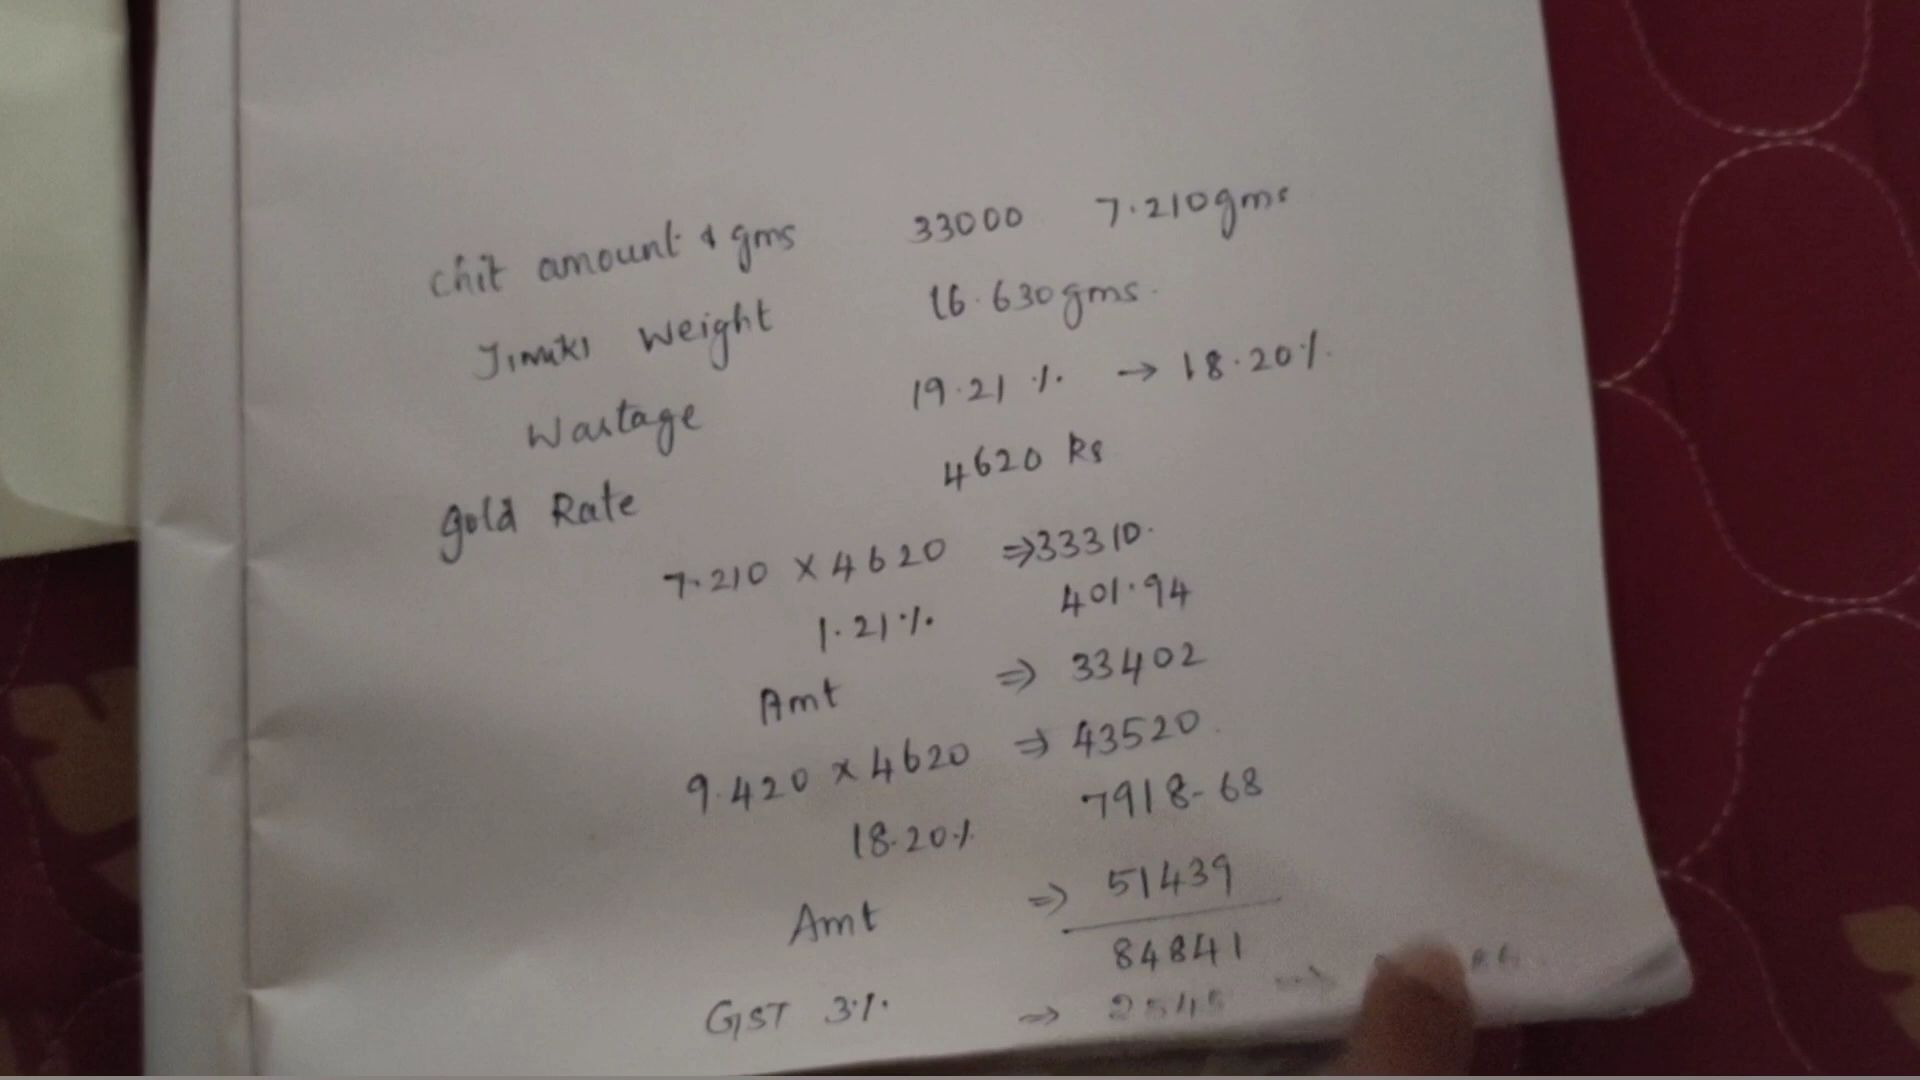 chit amount & gms 33000 7.210gms
Jimiki Weight 16.630gms.
Wastage 19.21 % → 18.20%.
gold Rate 4620 Rs
7.210 x 4620 ⇒ 33310.
1.21%. 401.94
Amt ⇒ 33402
9.420 x 4620 ⇒ 43520.
18.20% 7918-68
Amt ⇒ 51439
84841
GST 3%. ⇒ 2545